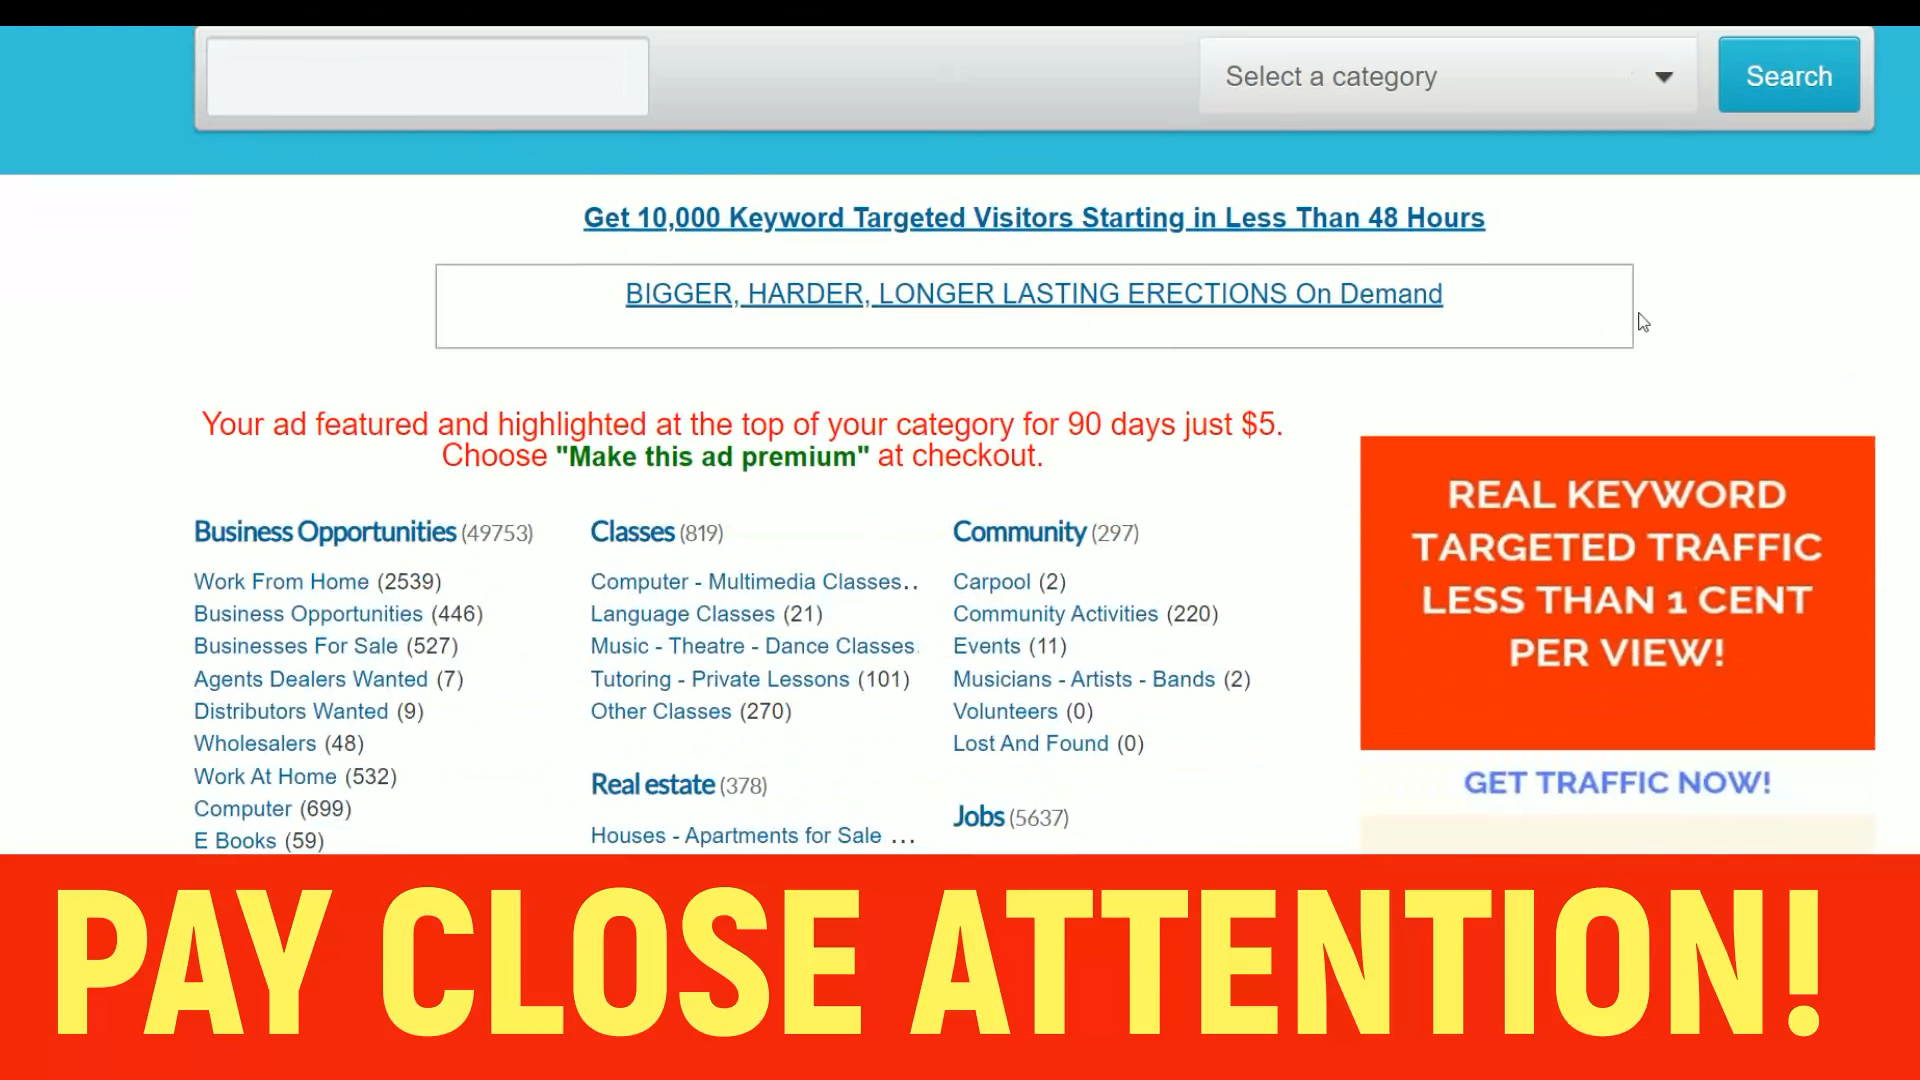 Select a category
Search
Get 10,000 Keyword Targeted Visitors Starting in Less Than 48 Hours
BIGGER, HARDER, LONGER LASTING ERECTIONS On Demand
Your ad featured and highlighted at the top of your category for 90 days just $5.
Choose "Make this ad premium" at checkout.
Business Opportunities (49753)
Work From Home (2539)
Business Opportunities (446)
Businesses For Sale (527)
Agents Dealers Wanted (7)
Distributors Wanted (9)
Wholesalers (48)
Work At Home (532)
Computer (699)
E Books (59)
Classes (819)
Computer - Multimedia Classes..
Language Classes (21)
Music - Theatre - Dance Classes.
Tutoring - Private Lessons (101)
Other Classes (270)
Real estate (378)
Houses - Apartments for Sale ...
Community (297)
Carpool (2)
Community Activities (220)
Events (11)
Musicians - Artists - Bands (2)
Volunteers (0)
Lost And Found (0)
Jobs (5637)
REAL KEYWORD
TARGETED TRAFFIC
LESS THAN 1 CENT
PER VIEW!
GET TRAFFIC NOW!
PAY CLOSE ATTENTION!